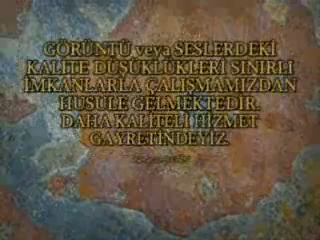 GÖRÜNTÜ veya SESLERDEKİ
KALİTE DÜŞÜKLÜKLERİ SINIRLI
İMKANLARLA ÇALIŞMAMIZDAN
HUSULE GELMEKTEDİR.
DAHA KALİTELİ HİZMET
GAYRETİNDEYİZ.